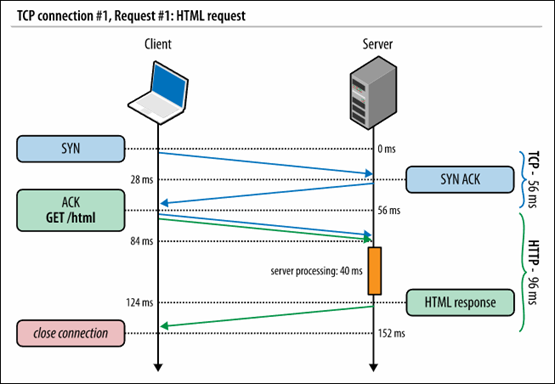 TCP connection #1, Request #1: HTML request
Client
Server
SYN
0 ms
28 ms
SYN ACK
TCP - 56 ms
ACK
GET /html
56 ms
84 ms
server processing: 40 ms
HTTP - 96 ms
124 ms
HTML response
close connection
152 ms